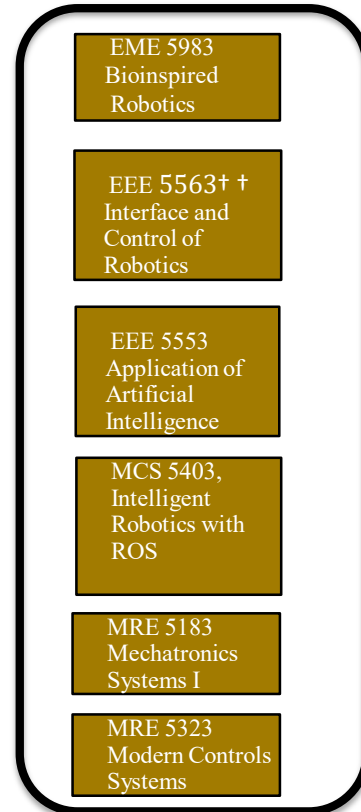 EME 5983
Bioinspired
Robotics
EEE 5563† †
Interface and
Control of
Robotics
EEE 5553
Application of
Artificial
Intelligence
MCS 5403,
Intelligent
Robotics with
ROS
MRE 5183
Mechatronics
Systems I
MRE 5323
Modern Controls
Systems